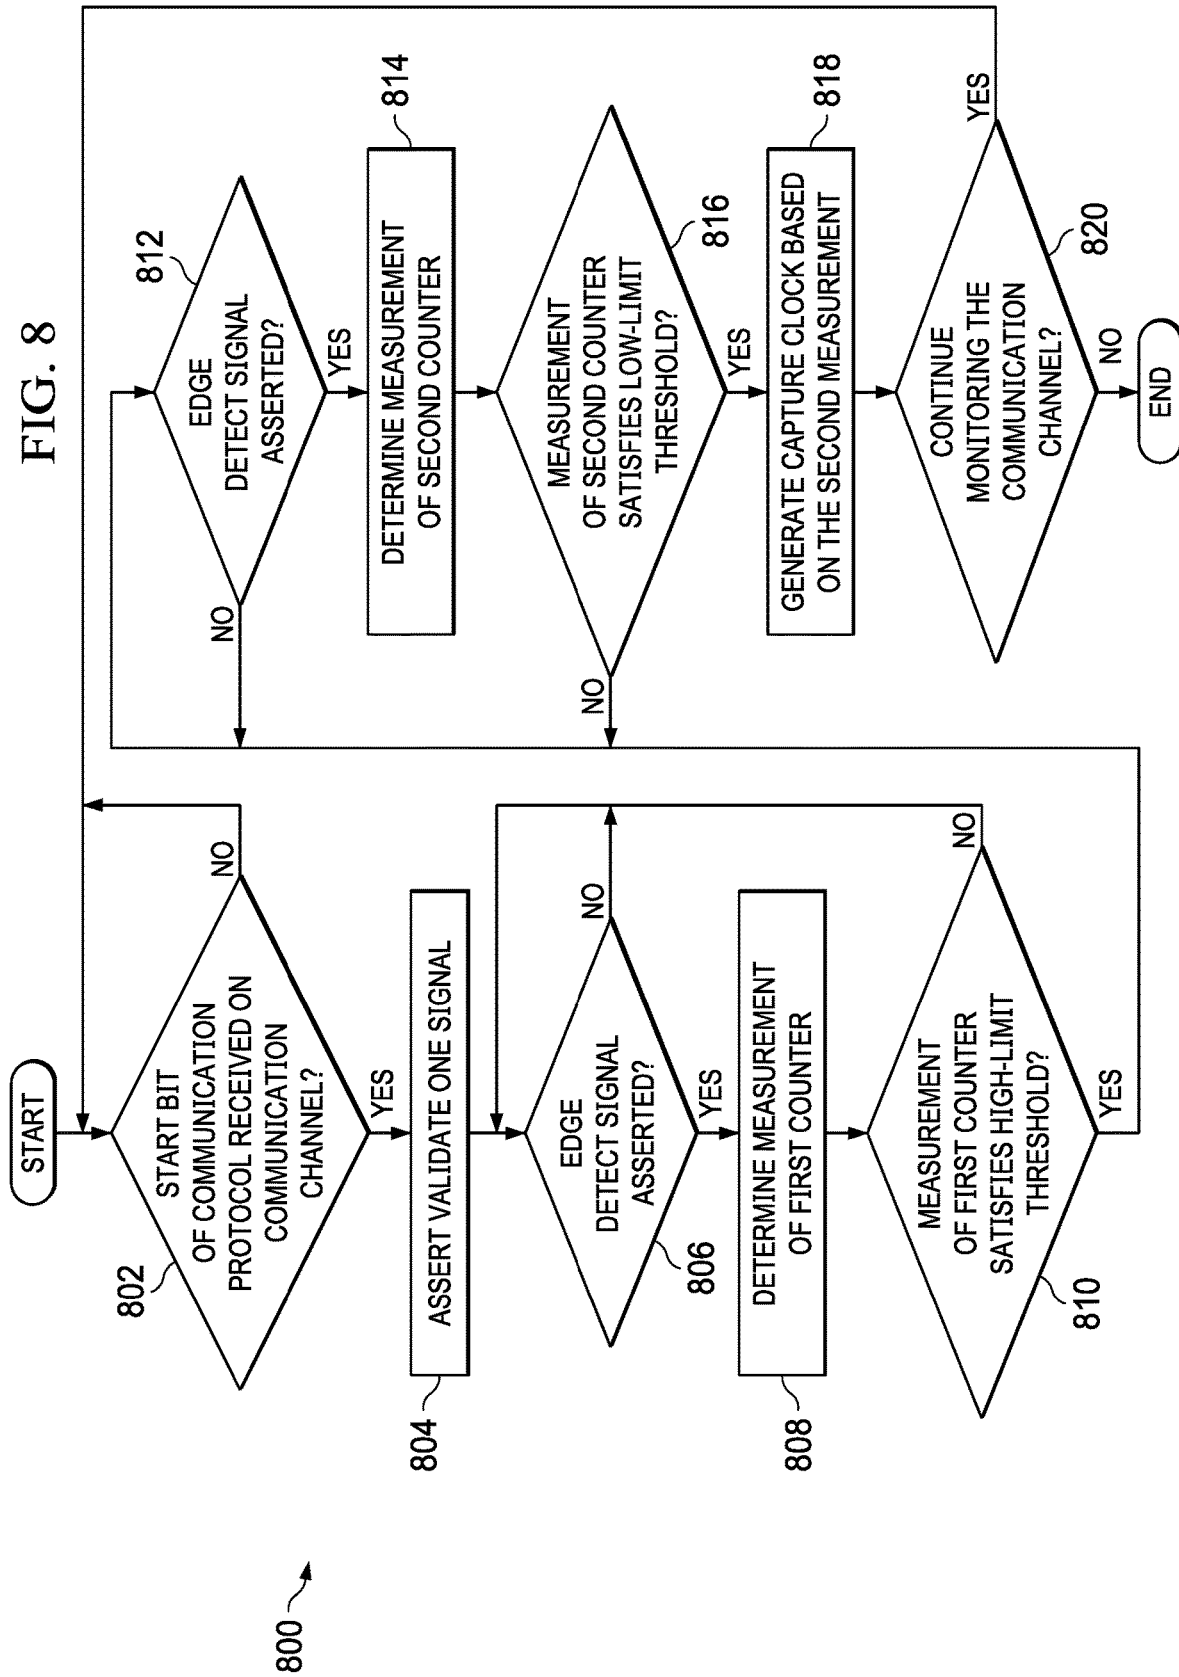 FIG. 8
800
START
START BIT
OF COMMUNICATION
PROTOCOL RECEIVED ON
COMMUNICATION
CHANNEL?
802
NO
YES
ASSERT VALIDATE ONE SIGNAL
804
EDGE
DETECT SIGNAL
ASSERTED?
806
NO
YES
DETERMINE MEASUREMENT
OF FIRST COUNTER
808
MEASUREMENT
OF FIRST COUNTER
SATISFIES HIGH-LIMIT
THRESHOLD?
810
NO
YES
EDGE
DETECT SIGNAL
ASSERTED?
812
NO
YES
DETERMINE MEASUREMENT
OF SECOND COUNTER
814
MEASUREMENT
OF SECOND COUNTER
SATISFIES LOW-LIMIT
THRESHOLD?
816
NO
YES
GENERATE CAPTURE CLOCK BASED
ON THE SECOND MEASUREMENT
818
CONTINUE
MONITORING THE
COMMUNICATION
CHANNEL?
820
YES
NO
END